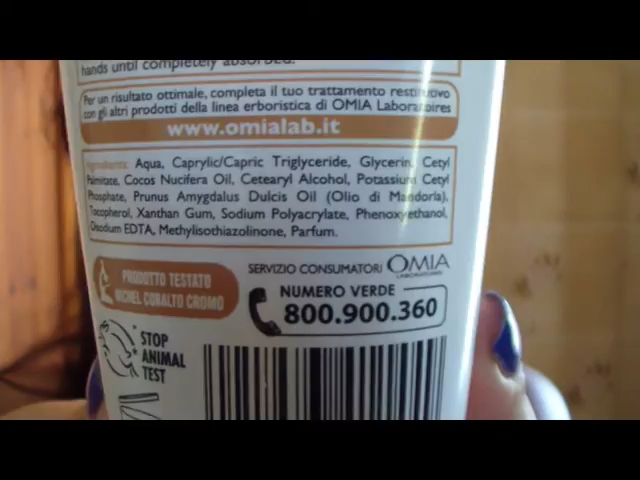 hands until completely absorbed.
Per un risultato ottimale, completa il tuo trattamento restitutivo
con gli altri prodotti della linea erboristica di OMIA Laboratoires
www.omialab.it
Ingredients: Aqua, Caprylic/Capric Triglyceride, Glycerin, Cetyl
Palmitate, Cocos Nucifera Oil, Cetearyl Alcohol, Potassium Cetyl
Phosphate, Prunus Amygdalus Dulcis Oil (Olio di Mandorla),
Tocopherol, Xanthan Gum, Sodium Polyacrylate, Phenoxyethanol,
Disodium EDTA, Methylisothiazolinone, Parfum.
PRODOTTO TESTATO
NICHEL COBALTO CROMO
SERVIZIO CONSUMATORI OMIA
LABORATOIRES
NUMERO VERDE
800.900.360
STOP
ANIMAL
TEST